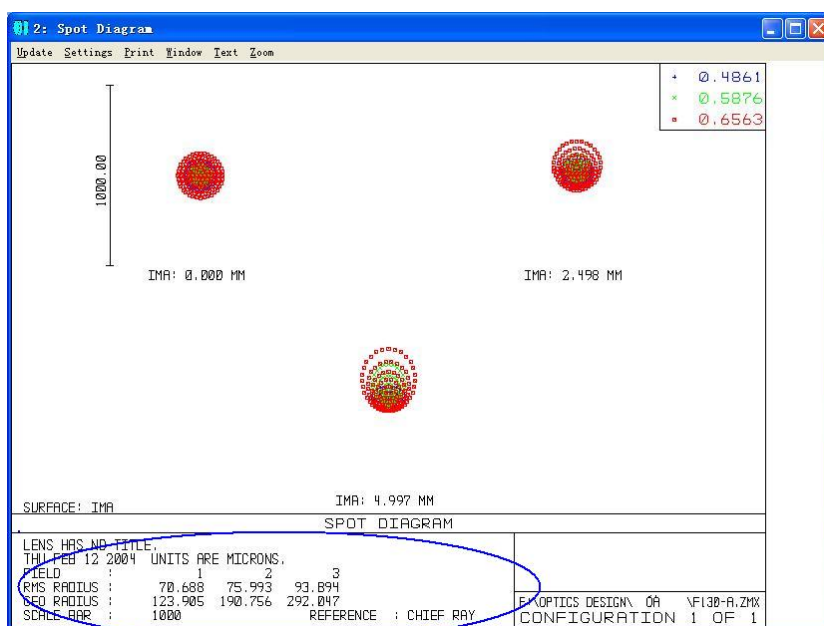 2: Spot Diagram
Update Settings Print Window Text Zoom
0.4861
0.5876
0.6563
1000.00
IMA: 0.000 MM
IMA: 2.498 MM
IMA: 4.997 MM
SURFACE: IMA
SPOT DIAGRAM
LENS HAS NO TITLE.
THU FEB 12 2004 UNITS ARE MICRONS.
FIELD : 1 2 3
RMS RADIUS : 70.688 75.993 93.894
GEO RADIUS : 123.905 190.756 292.047
SCALE BAR : 1000 REFERENCE : CHIEF RAY
F:\OPTICS DESIGN\ ÓÅ \F130-A.ZMX
CONFIGURATION 1 OF 1